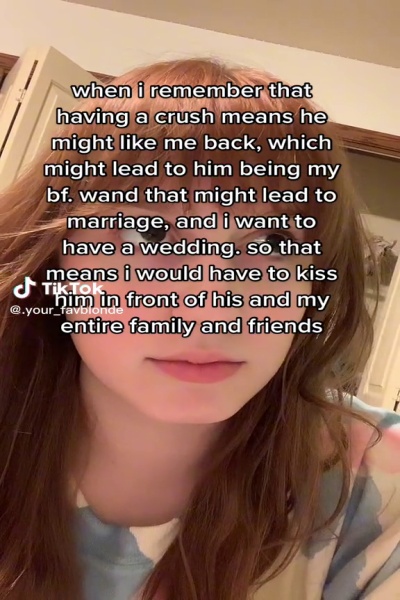 when i remember that
having a crush means he
might like me back, which
might lead to him being my
bf. wand that might lead to
marriage, and i want to
have a wedding. so that
means i would have to kiss
him in front of his and my
entire family and friends
TikTok
@.your_favblonde